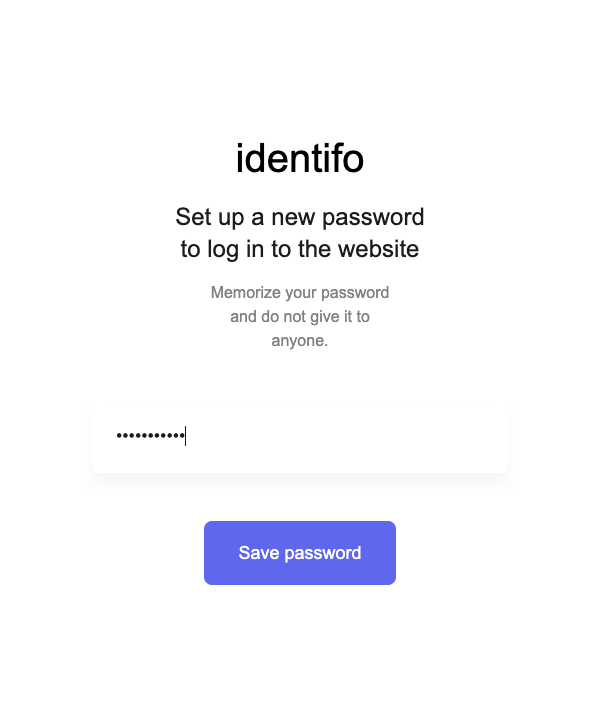 identifo
Set up a new password
to log in to the website
Memorize your password
and do not give it to
anyone.
•••••••••••
Save password